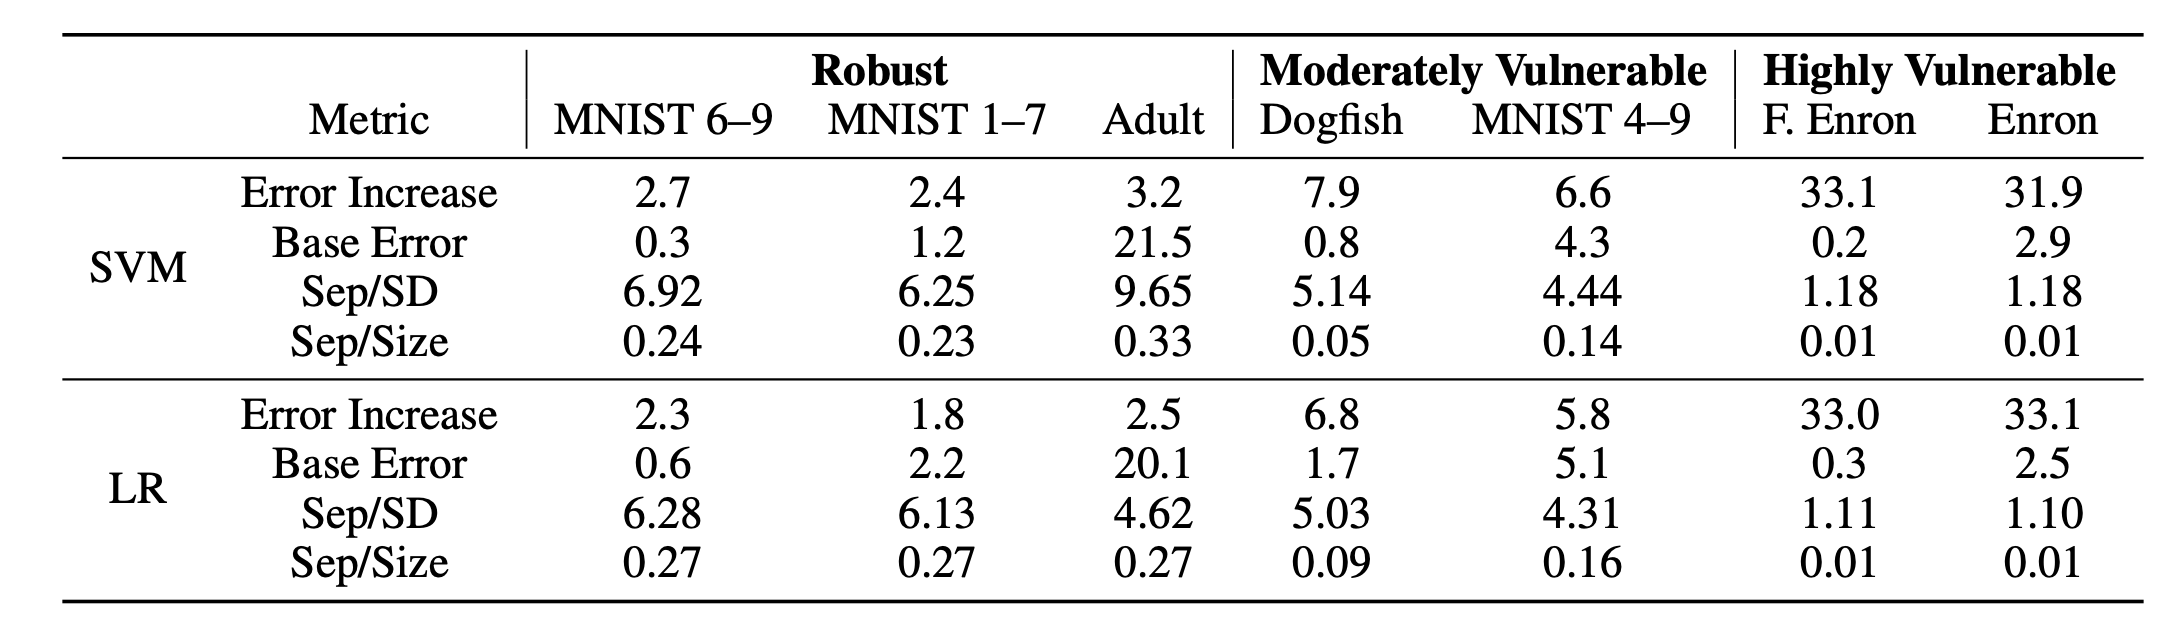 Robust Moderately Vulnerable Highly Vulnerable
Metric MNIST 6–9 MNIST 1–7 Adult Dogfish MNIST 4–9 F. Enron Enron
SVM
Error Increase 2.7 2.4 3.2 7.9 6.6 33.1 31.9
Base Error 0.3 1.2 21.5 0.8 4.3 0.2 2.9
Sep/SD 6.92 6.25 9.65 5.14 4.44 1.18 1.18
Sep/Size 0.24 0.23 0.33 0.05 0.14 0.01 0.01
LR
Error Increase 2.3 1.8 2.5 6.8 5.8 33.0 33.1
Base Error 0.6 2.2 20.1 1.7 5.1 0.3 2.5
Sep/SD 6.28 6.13 4.62 5.03 4.31 1.11 1.10
Sep/Size 0.27 0.27 0.27 0.09 0.16 0.01 0.01